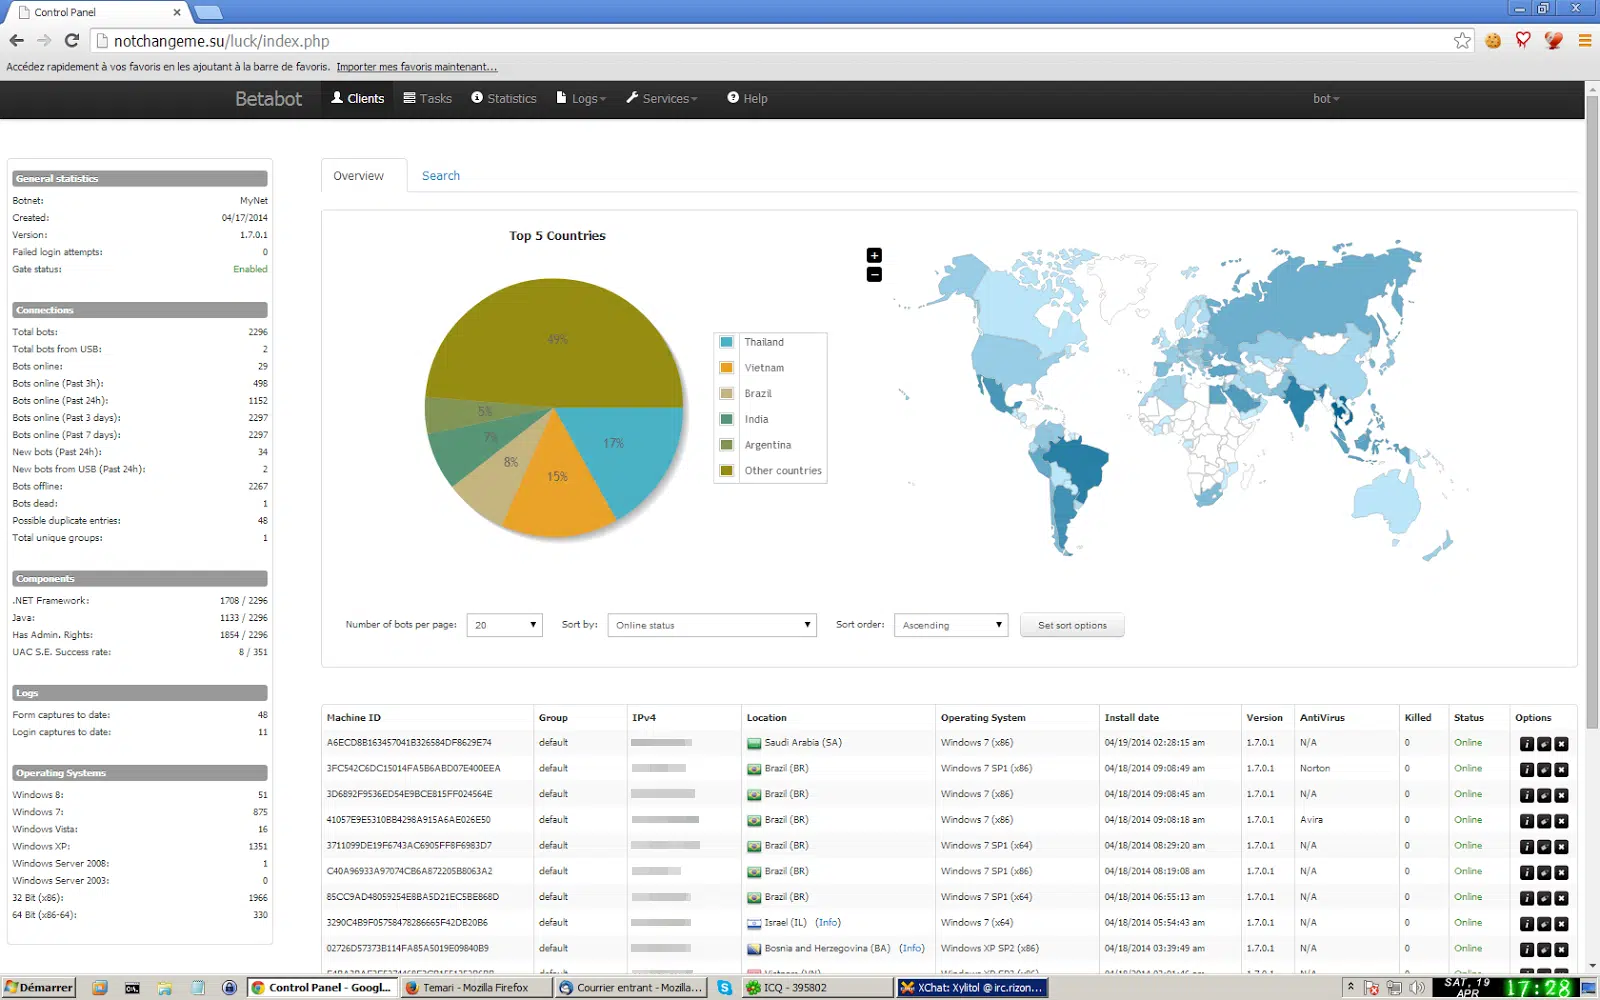 Control Panel
notchangeme.su/luck/index.php
Accédez rapidement à vos favoris en les ajoutant à la barre de favoris. Importer mes favoris maintenant...
Betabot Clients Tasks Statistics Logs Services Help bot
General statistics
Botnet: MyNet
Created: 04/17/2014
Version: 1.7.0.1
Failed login attempts: 0
Gate status: Enabled
Connections
Total bots: 2296
Total bots from USB: 2
Bots online: 29
Bots online (Past 3h): 498
Bots online (Past 24h): 1152
Bots online (Past 3 days): 2297
Bots online (Past 7 days): 2297
New bots (Past 24h): 34
New bots from USB (Past 24h): 2
Bots offline: 2267
Bots dead: 1
Possible duplicate entries: 48
Total unique groups: 1
Components
.NET Framework: 1708 / 2296
Java: 1133 / 2296
Has Admin. Rights: 1854 / 2296
UAC S.E. Success rate: 8 / 351
Logs
Form captures to date: 48
Login captures to date: 11
Operating Systems
Windows 8: 51
Windows 7: 875
Windows Vista: 16
Windows XP: 1351
Windows Server 2008: 1
Windows Server 2003: 0
32 Bit (x86): 1966
64 Bit (x86-64): 330
Overview Search
Top 5 Countries
49%
5%
7%
8%
15%
17%
Thailand
Vietnam
Brazil
India
Argentina
Other countries
+
−
Number of bots per page: 20 Sort by: Online status Sort order: Ascending Set sort options
Machine ID Group IPv4 Location Operating System Install date Version AntiVirus Killed Status Options
A6ECD8B163457041B326584DF8629E74 default Saudi Arabia (SA) Windows 7 (x86) 04/19/2014 02:28:15 am 1.7.0.1 N/A 0 Online
3FC542C6DC15014FA5B6ABD07E400EEA default Brazil (BR) Windows 7 SP1 (x86) 04/18/2014 09:08:49 am 1.7.0.1 Norton 0 Online
3D6892F9536ED54E9BCE815FF024564E default Brazil (BR) Windows 7 (x86) 04/18/2014 09:08:45 am 1.7.0.1 N/A 0 Online
41057E9E5310BB4298A915A6AE026E50 default Brazil (BR) Windows 7 (x86) 04/18/2014 09:08:18 am 1.7.0.1 Avira 0 Online
3711099DE19F6743AC6905FF8F6983D7 default Brazil (BR) Windows 7 SP1 (x64) 04/18/2014 08:29:20 am 1.7.0.1 N/A 0 Online
C40A96933A97074CB6A872205B8063A2 default Brazil (BR) Windows 7 SP1 (x86) 04/18/2014 08:19:08 am 1.7.0.1 N/A 0 Online
85CC9AD48059254E8BA5D21EC5BE868D default Brazil (BR) Windows 7 SP1 (x64) 04/18/2014 06:55:13 am 1.7.0.1 N/A 0 Online
3290C4B9F05758478286665F42DB20B6 default Israel (IL) (Info) Windows 7 (x64) 04/18/2014 05:54:43 am 1.7.0.1 N/A 0 Online
02726D57373B114FA85A5019E09840B9 default Bosnia and Herzegovina (BA) (Info) Windows XP SP2 (x86) 04/18/2014 03:39:49 am 1.7.0.1 N/A 0 Online
Démarrer Control Panel - Googl... Temari - Mozilla Firefox Courrier entrant - Mozilla... ICQ - 395802 XChat: Xylitol @ irc.rizon... SAT, 19 APR 17:28